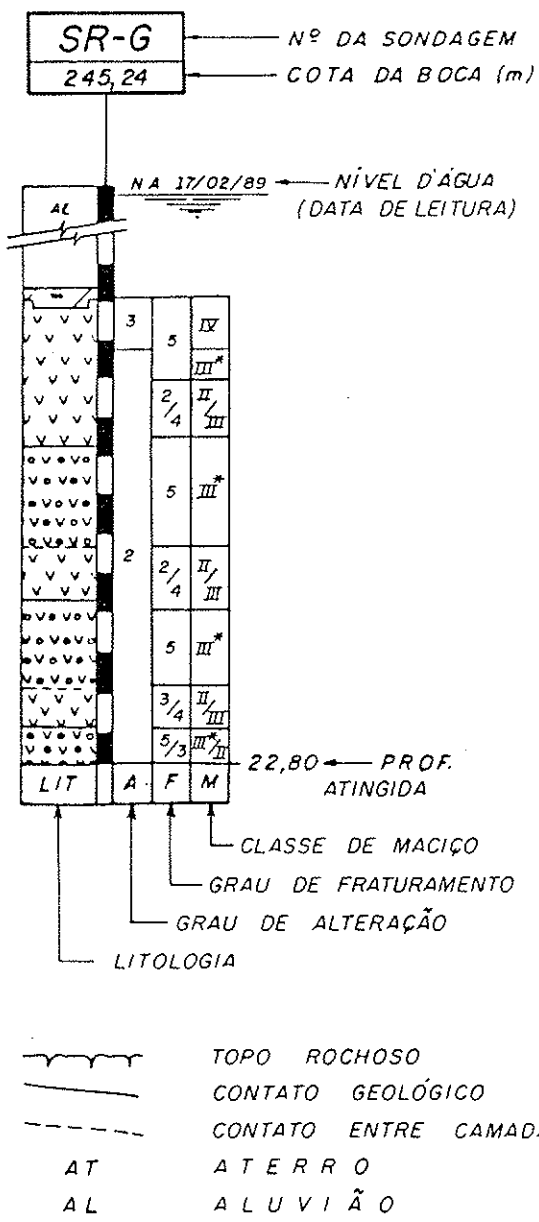 SR-G
Nº DA SONDAGEM
245,24
COTA DA BOCA (m)
NA 17/02/89
NÍVEL D'ÁGUA
(DATA DE LEITURA)
AL
3
5
IV
III*
2/4
II/III
5
III*
2
2/4
II/III
5
III*
3/4
II/III
5/3
III*/II
22,80
PROF.
ATINGIDA
LIT
A
F
M
CLASSE DE MACIÇO
GRAU DE FRATURAMENTO
GRAU DE ALTERAÇÃO
LITOLOGIA
TOPO ROCHOSO
CONTATO GEOLÓGICO
CONTATO ENTRE CAMAD
AT ATERRO
AL ALUVIÃO